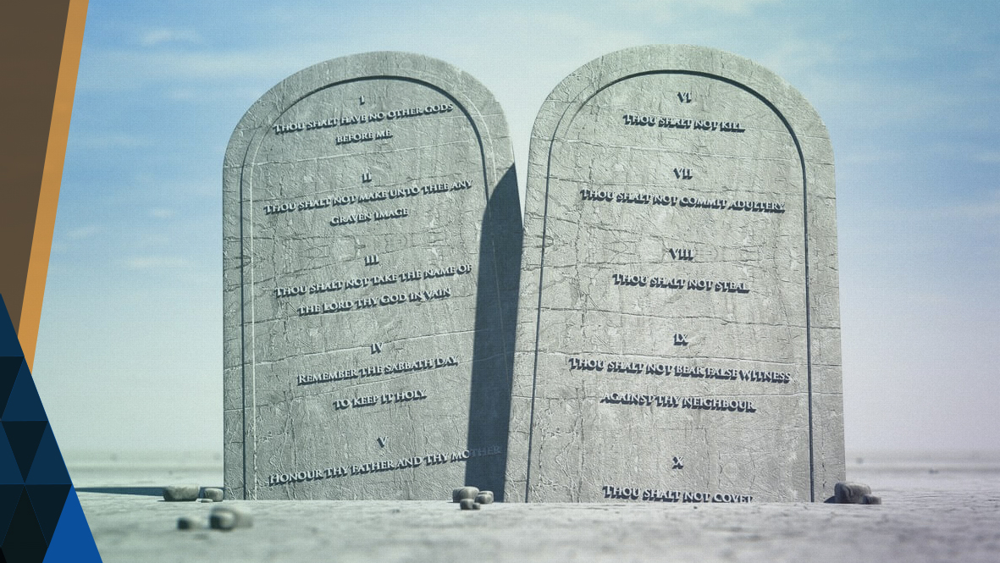 I
THOU SHALT HAVE NO OTHER GODS
BEFORE ME
II
THOU SHALT NOT MAKE UNTO THEE ANY
GRAVEN IMAGE
III
THOU SHALT NOT TAKE THE NAME OF
THE LORD THY GOD IN VAIN
IV
REMEMBER THE SABBATH DAY,
TO KEEP IT HOLY.
V
HONOUR THY FATHER AND THY MOTHER
VI
THOU SHALT NOT KILL
VII
THOU SHALT NOT COMMIT ADULTERY.
VIII
THOU SHALT NOT STEAL
IX
THOU SHALT NOT BEAR FALSE WITNESS
AGAINST THY NEIGHBOUR.
X
THOU SHALT NOT COVET